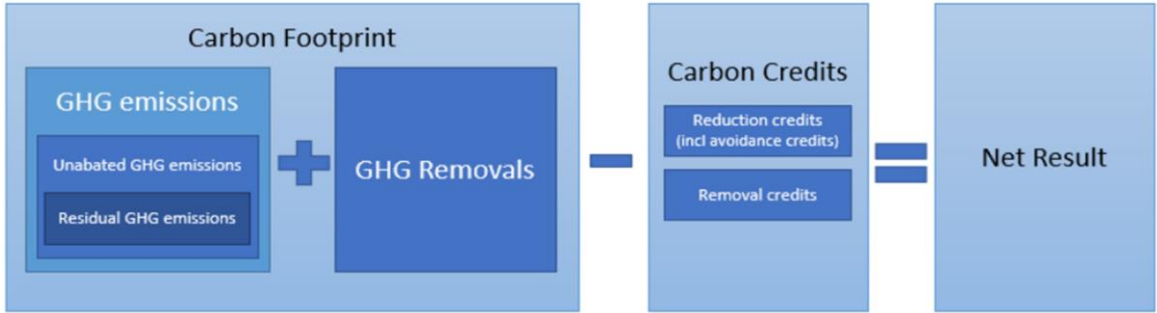 Carbon Footprint
GHG emissions
Unabated GHG emissions
Residual GHG emissions
GHG Removals
Carbon Credits
Reduction credits
(incl avoidance credits)
Removal credits
Net Result